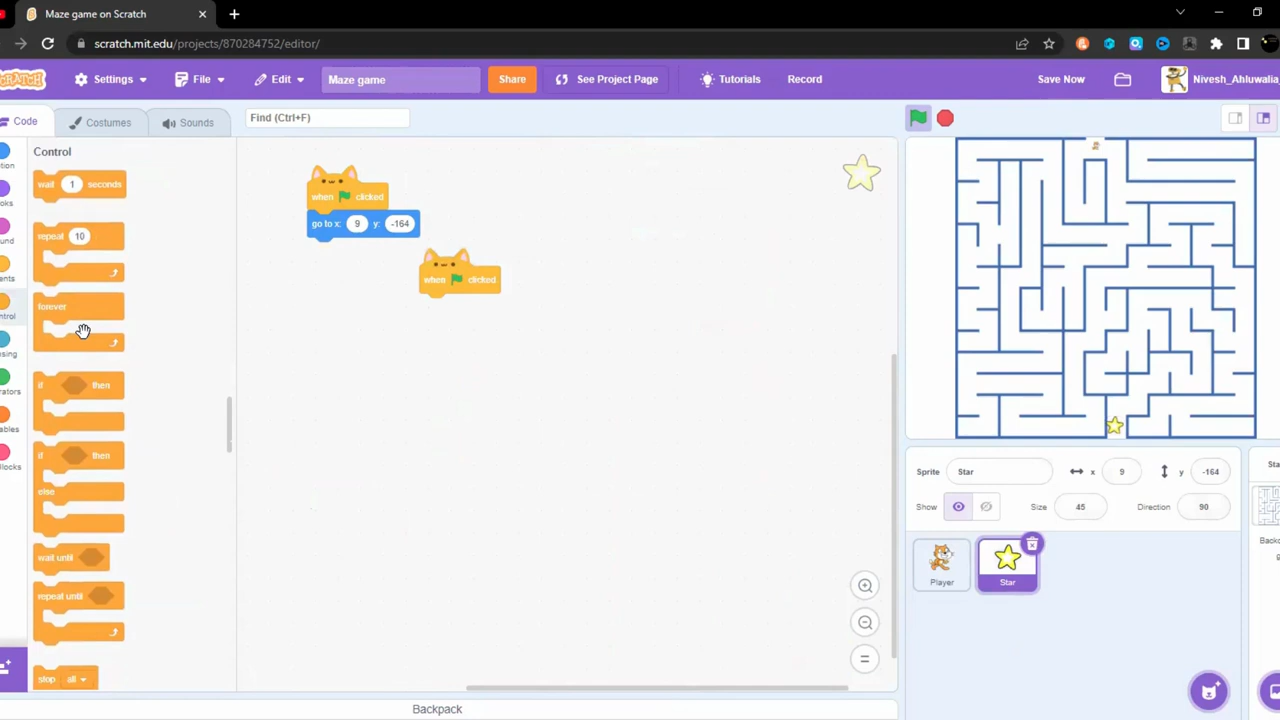 Maze game on Scratch
scratch.mit.edu/projects/870284752/editor/
SCRATCH
Settings
File
Edit
Maze game
Share
See Project Page
Tutorials
Record
Save Now
Nivesh_Ahluwalia
Code
Costumes
Sounds
Find (Ctrl+F)
Control
wait 1 seconds
repeat 10
forever
if then
if then
else
wait until
repeat until
stop all
when clicked
go to x: 9 y: -164
when clicked
Sprite
Star
x
9
y
-164
Show
Size
45
Direction
90
Player
Star
Backpack